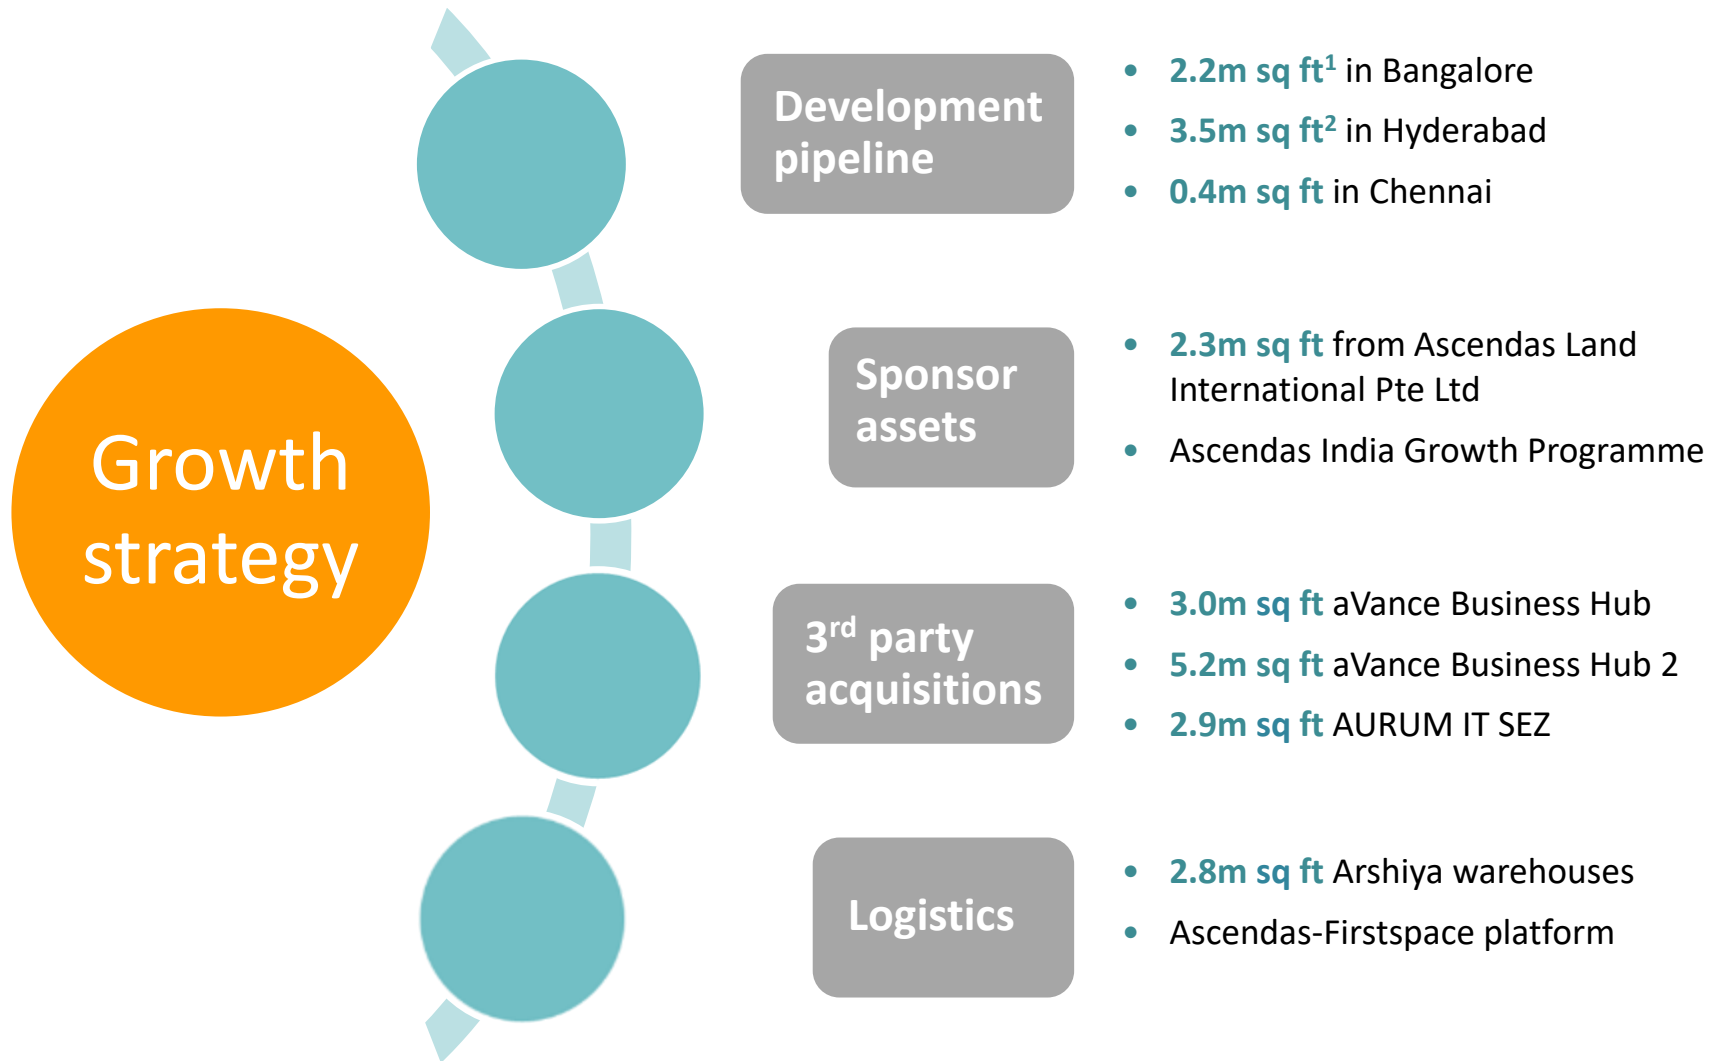 Growth
strategy
Development
pipeline
• 2.2m sq ft¹ in Bangalore
• 3.5m sq ft² in Hyderabad
• 0.4m sq ft in Chennai
Sponsor
assets
• 2.3m sq ft from Ascendas Land
International Pte Ltd
• Ascendas India Growth Programme
3rd party
acquisitions
• 3.0m sq ft aVance Business Hub
• 5.2m sq ft aVance Business Hub 2
• 2.9m sq ft AURUM IT SEZ
Logistics
• 2.8m sq ft Arshiya warehouses
• Ascendas-Firstspace platform